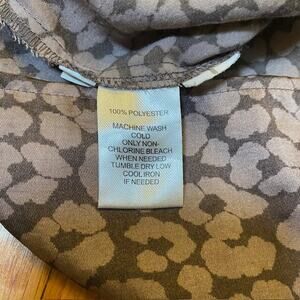 100% POLYESTER
MACHINE WASH
COLD
ONLY NON-
CHLORINE BLEACH
WHEN NEEDED
TUMBLE DRY LOW
COOL IRON
IF NEEDED